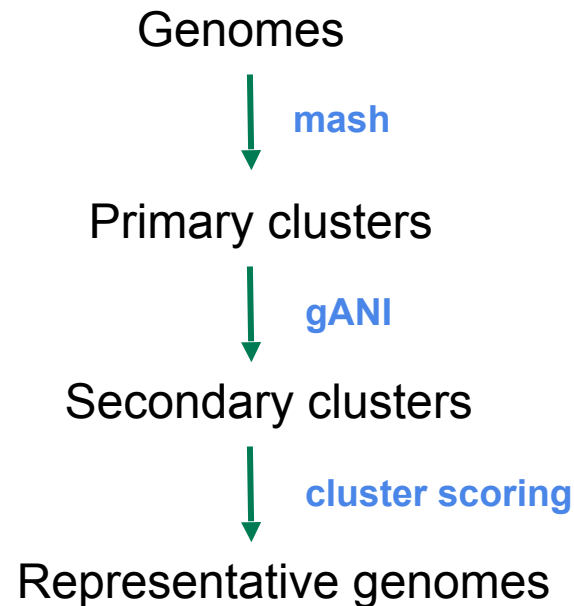 Genomes
mash
Primary clusters
gANI
Secondary clusters
cluster scoring
Representative genomes